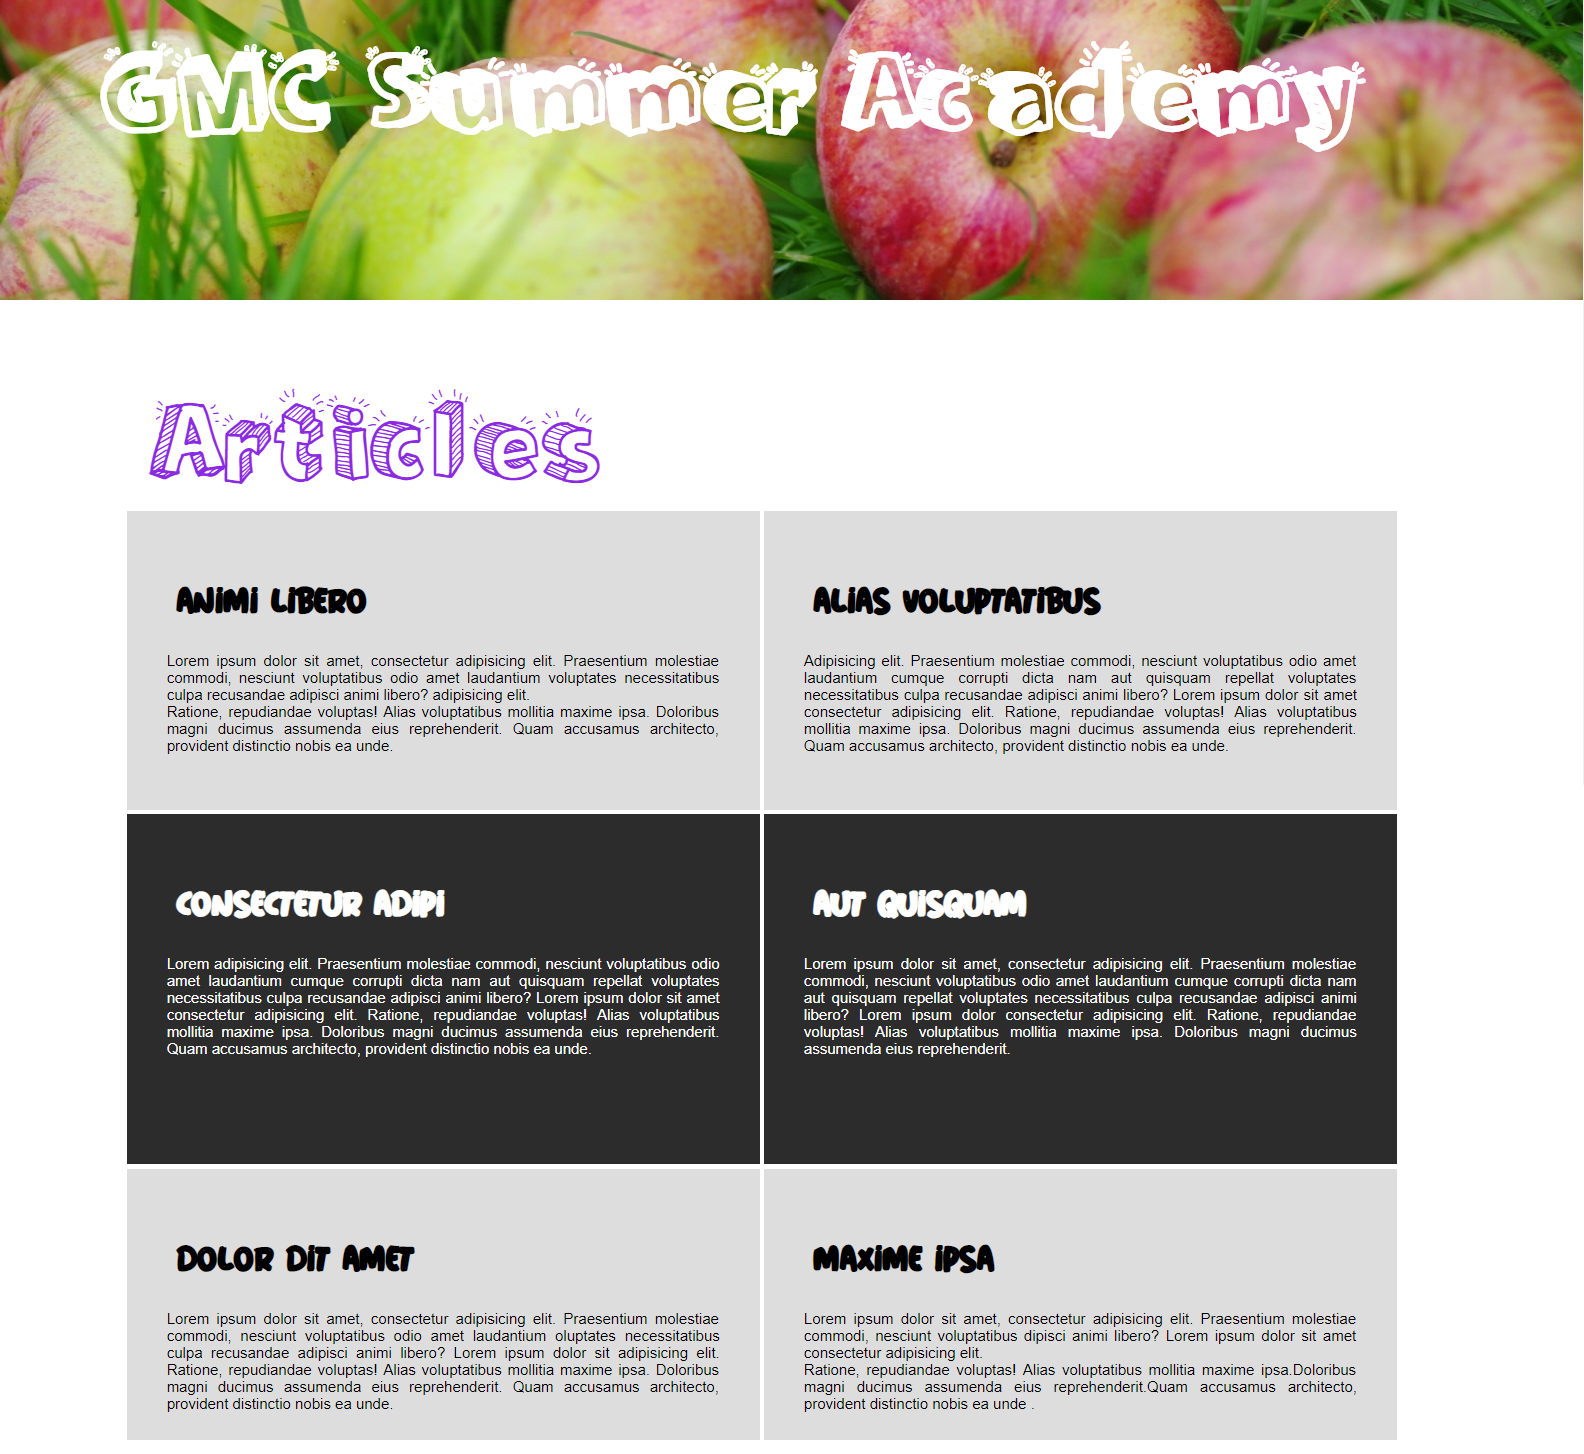 GMC Summer Academy
Articles
ANiMi LiBERO
Lorem ipsum dolor sit amet, consectetur adipisicing elit. Praesentium molestiae
commodi, nesciunt voluptatibus odio amet laudantium voluptates necessitatibus
culpa recusandae adipisci animi libero? adipisicing elit.
Ratione, repudiandae voluptas! Alias voluptatibus mollitia maxime ipsa. Doloribus
magni ducimus assumenda eius reprehenderit. Quam accusamus architecto,
provident distinctio nobis ea unde.
ALiAS VOLUPTATiBUS
Adipisicing elit. Praesentium molestiae commodi, nesciunt voluptatibus odio amet
laudantium cumque corrupti dicta nam aut quisquam repellat voluptates
necessitatibus culpa recusandae adipisci animi libero? Lorem ipsum dolor sit amet
consectetur adipisicing elit. Ratione, repudiandae voluptas! Alias voluptatibus
mollitia maxime ipsa. Doloribus magni ducimus assumenda eius reprehenderit.
Quam accusamus architecto, provident distinctio nobis ea unde.
CONSECTETUR ADiPi
Lorem adipisicing elit. Praesentium molestiae commodi, nesciunt voluptatibus odio
amet laudantium cumque corrupti dicta nam aut quisquam repellat voluptates
necessitatibus culpa recusandae adipisci animi libero? Lorem ipsum dolor sit amet
consectetur adipisicing elit. Ratione, repudiandae voluptas! Alias voluptatibus
mollitia maxime ipsa. Doloribus magni ducimus assumenda eius reprehenderit.
Quam accusamus architecto, provident distinctio nobis ea unde.
AUT QUiSQUAM
Lorem ipsum dolor sit amet, consectetur adipisicing elit. Praesentium molestiae
commodi, nesciunt voluptatibus odio amet laudantium cumque corrupti dicta nam
aut quisquam repellat voluptates necessitatibus culpa recusandae adipisci animi
libero? Lorem ipsum dolor consectetur adipisicing elit. Ratione, repudiandae
voluptas! Alias voluptatibus mollitia maxime ipsa. Doloribus magni ducimus
assumenda eius reprehenderit.
DOLOR DiT AMET
Lorem ipsum dolor sit amet, consectetur adipisicing elit. Praesentium molestiae
commodi, nesciunt voluptatibus odio amet laudantium oluptates necessitatibus
culpa recusandae adipisci animi libero? Lorem ipsum dolor sit adipisicing elit.
Ratione, repudiandae voluptas! Alias voluptatibus mollitia maxime ipsa. Doloribus
magni ducimus assumenda eius reprehenderit. Quam accusamus architecto,
provident distinctio nobis ea unde.
MAXiME iPSA
Lorem ipsum dolor sit amet, consectetur adipisicing elit. Praesentium molestiae
commodi, nesciunt voluptatibus dipisci animi libero? Lorem ipsum dolor sit amet
consectetur adipisicing elit.
Ratione, repudiandae voluptas! Alias voluptatibus mollitia maxime ipsa.Doloribus
magni ducimus assumenda eius reprehenderit.Quam accusamus architecto,
provident distinctio nobis ea unde .